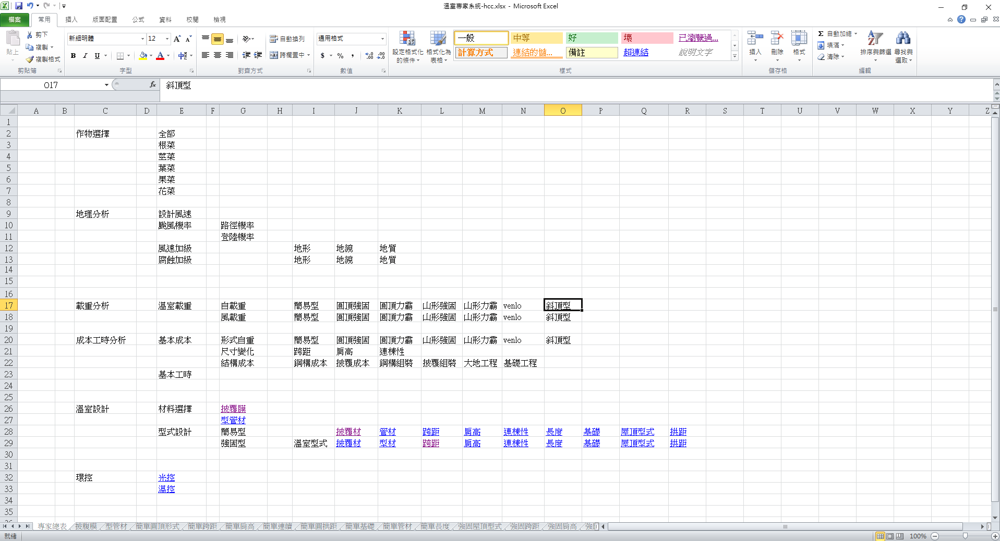 溫室專家系統-hcc.xlsx - Microsoft Excel
檔案 常用 插入 版面配置 公式 資料 校閱 檢視
貼上 剪下 複製 複製格式 剪貼簿
新細明體 12 B I U A 字型
自動換列 跨欄置中 對齊方式
通用格式 $ % , 數值
設定格式化的條件 格式化為表格
一般 中等 好 壞 已瀏覽過...
計算方式 連結的儲... 備註 超連結 說明文字
樣式
插入 刪除 格式 儲存格
Σ 自動加總 填滿 清除 排序與篩選 尋找與選取 編輯
O17 fx 斜頂型
A B C D E F G H I J K L M N O P Q R S T U V W X Y Z
1
2 作物選擇 全部
3 根菜
4 莖菜
5 葉菜
6 果菜
7 花菜
8
9 地理分析 設計風速
10 颱風機率 路徑機率
11 登陸機率
12 風速加級 地形 地貌 地質
13 腐蝕加級 地形 地貌 地質
14
15
16
17 載重分析 溫室載重 自載重 簡易型 圓頂強固 圓頂力霸 山形強固 山形力霸 venlo 斜頂型
18 風載重 簡易型 圓頂強固 圓頂力霸 山形強固 山形力霸 venlo 斜頂型
19
20 成本工時分析 基本成本 形式自重 簡易型 圓頂強固 圓頂力霸 山形強固 山形力霸 venlo 斜頂型
21 尺寸變化 跨距 肩高 連棟性
22 結構成本 鋼構成本 披覆成本 鋼構組裝 披覆組裝 大地工程 基礎工程
23 基本工時
24
25
26 溫室設計 材料選擇 披覆膜
27 型管材
28 型式設計 簡易型 披覆材 管材 跨距 肩高 連棟性 長度 基礎 屋頂型式 拱距
29 強固型 溫室型式 披覆材 型材 跨距 肩高 連棟性 長度 基礎 屋頂型式 拱距
30
31
32 環控 光控
33 溫控
34
35
專家總表 披腹膜 型管材 簡單圓頂形式 簡單跨距 簡單肩高 簡單連續 簡單圓拱距 簡單基礎 簡單管材 簡單長度 強固屋頂型式 強固跨距 強固肩高 強
就緒 100%